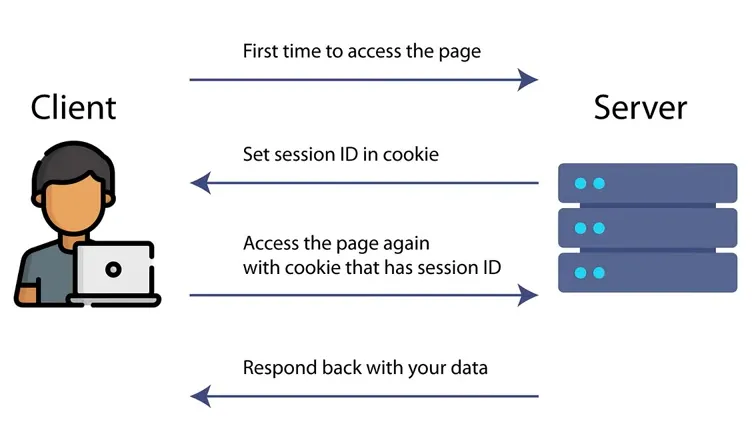 First time to access the page
Client
Server
Set session ID in cookie
Access the page again
with cookie that has session ID
Respond back with your data